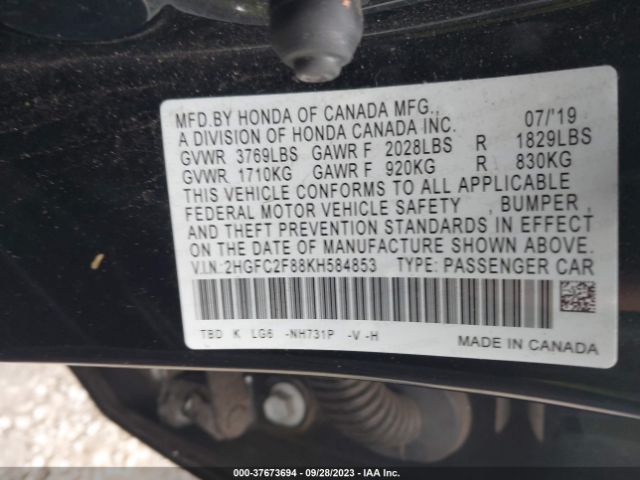 MFD.BY HONDA OF CANADA MFG., 07/'19
A DIVISION OF HONDA CANADA INC.
GVWR 3769LBS GAWR F 2028LBS R 1829LBS
GVWR 1710KG GAWR F 920KG R 830KG
THIS VEHICLE CONFORMS TO ALL APPLICABLE
FEDERAL MOTOR VEHICLE SAFETY , BUMPER ,
AND THEFT PREVENTION STANDARDS IN EFFECT
ON THE DATE OF MANUFACTURE SHOWN ABOVE.
V.I.N: 2HGFC2F88KH584853 TYPE: PASSENGER CAR
TBD K LG6 -NH731P -V -H
MADE IN CANADA
000-37673694 - 09/28/2023 - IAA Inc.